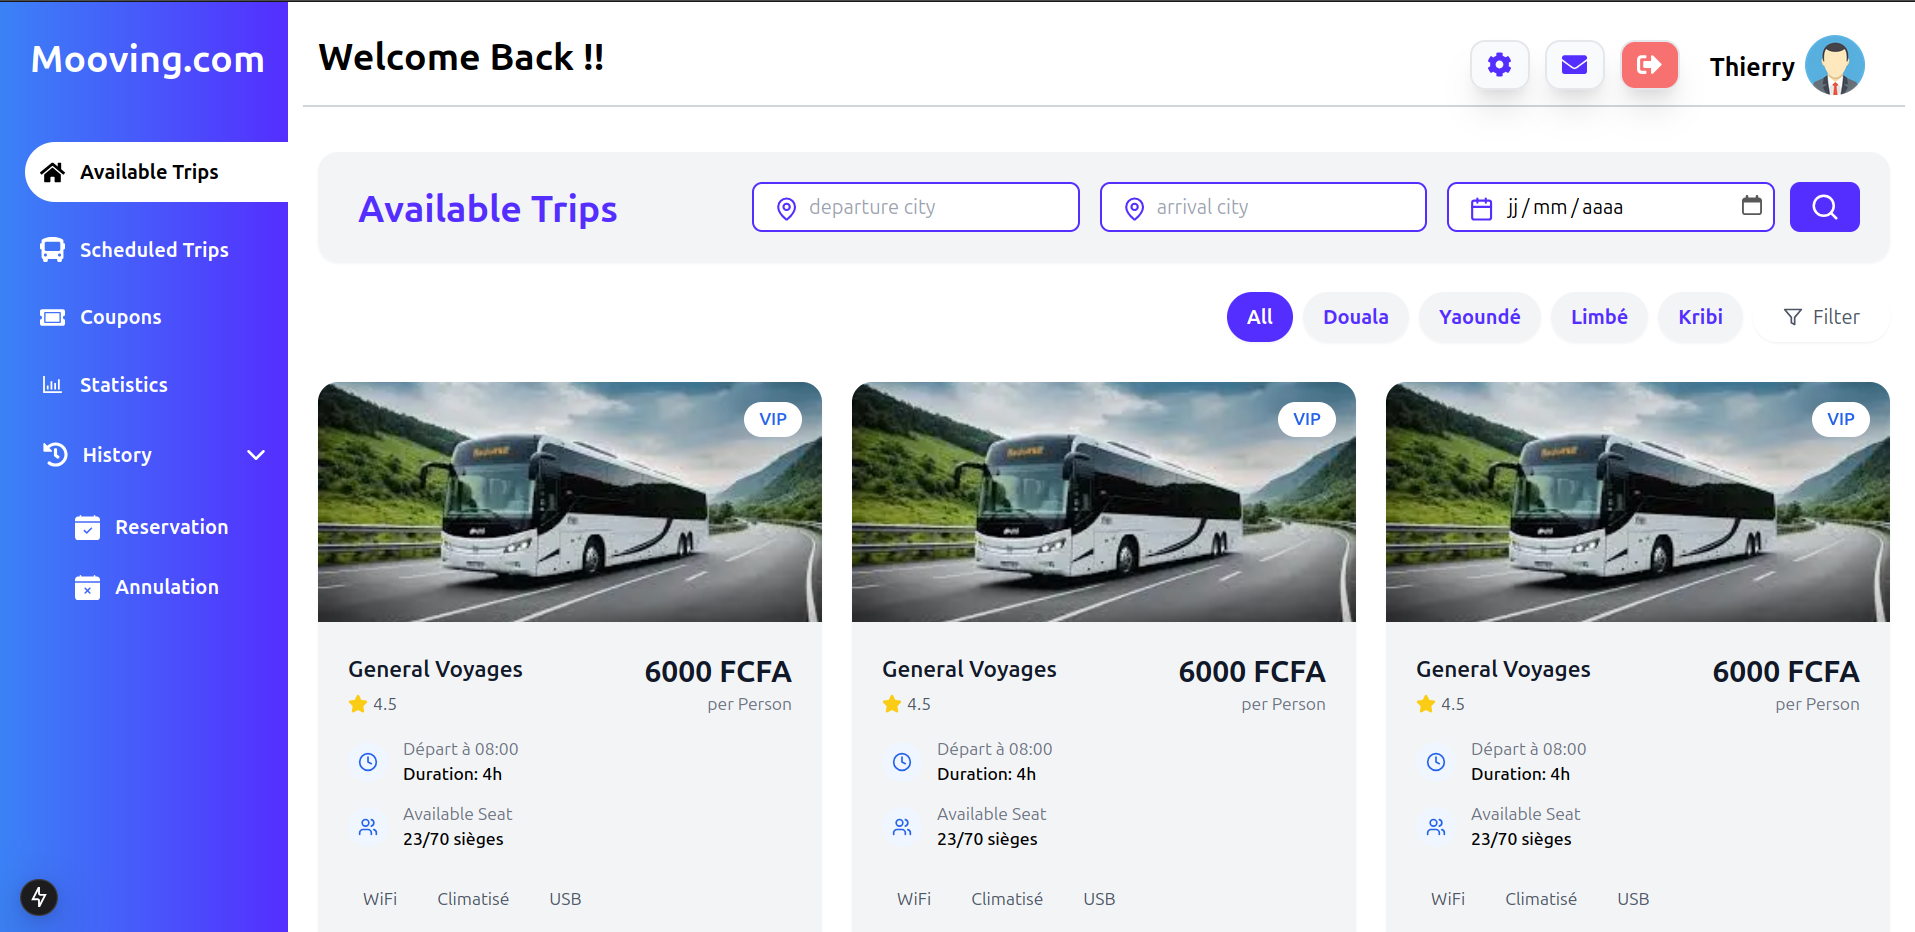 Mooving.com
Welcome Back !!
Thierry
Available Trips
Scheduled Trips
Coupons
Statistics
History
Reservation
Annulation
Available Trips
departure city
arrival city
jj/mm/aaaa
All
Douala
Yaoundé
Limbé
Kribi
Filter
VIP
General Voyages
6000 FCFA
4.5
per Person
Départ à 08:00
Duration: 4h
Available Seat
23/70 sièges
WiFi Climatisé USB
VIP
General Voyages
6000 FCFA
4.5
per Person
Départ à 08:00
Duration: 4h
Available Seat
23/70 sièges
WiFi Climatisé USB
VIP
General Voyages
6000 FCFA
4.5
per Person
Départ à 08:00
Duration: 4h
Available Seat
23/70 sièges
WiFi Climatisé USB